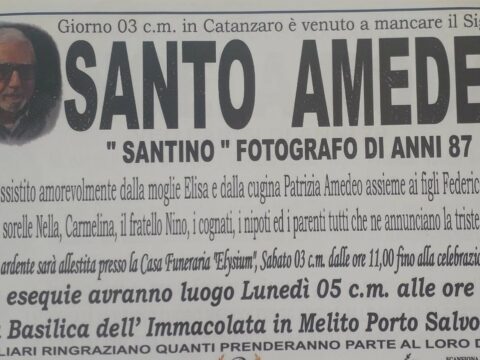 Giorno 03 c.m. in Catanzaro è venuto a mancare il Sig
SANTO AMEDE
" SANTINO " FOTOGRAFO DI ANNI 87
ssistito amorevolmente dalla moglie Elisa e dalla cugina Patrizia Amedeo assieme ai figli Federic
sorelle Nella, Carmelina, il fratello Nino, i cognati, i nipoti ed i parenti tutti che ne annunciano la triste
ardente sarà allestita presso la Casa Funeraria "Elysium", Sabato 03 c.m. dalle ore 11,00 fino alla celebrazio
esequie avranno luogo Lunedì 05 c.m. alle ore
Basilica dell' Immacolata in Melito Porto Salvo
LIARI RINGRAZIANO QUANTI PRENDERANNO PARTE AL LORO D